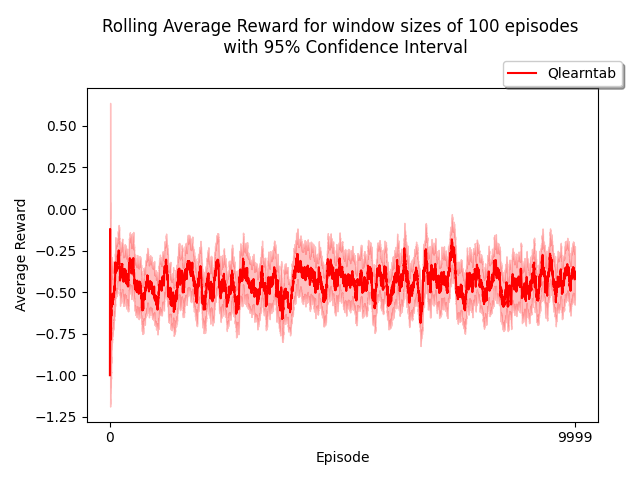 Rolling Average Reward for window sizes of 100 episodes
with 95% Confidence Interval
Qlearntab
0.50
0.25
0.00
−0.25
−0.50
−0.75
−1.00
−1.25
Average Reward
0
9999
Episode